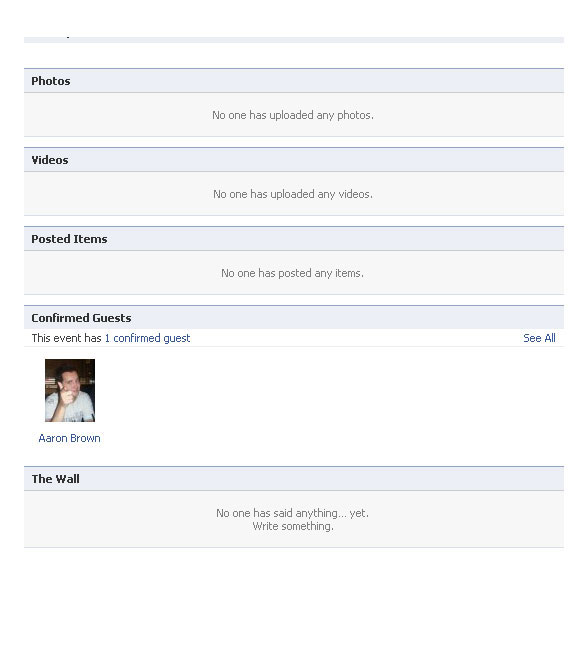 Photos
No one has uploaded any photos.
Videos
No one has uploaded any videos.
Posted Items
No one has posted any items.
Confirmed Guests
This event has 1 confirmed guest
See All
Aaron Brown
The Wall
No one has said anything... yet.
Write something.